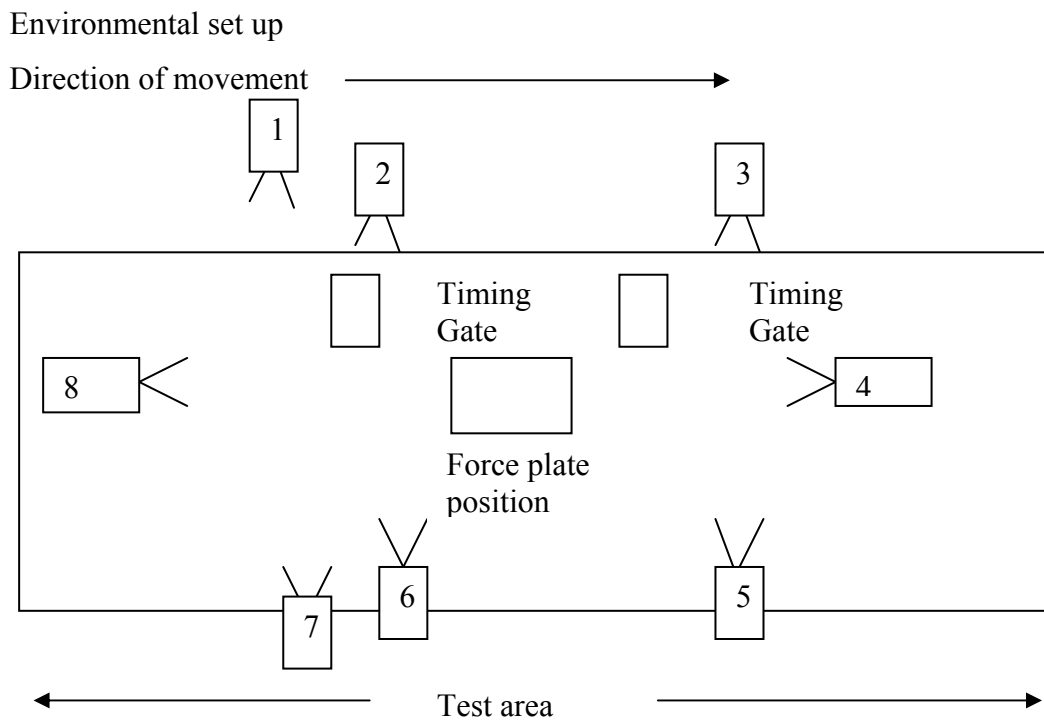 Environmental set up
Direction of movement
1
2
3
Timing
Gate
Timing
Gate
8
4
Force plate
position
6
5
7
Test area